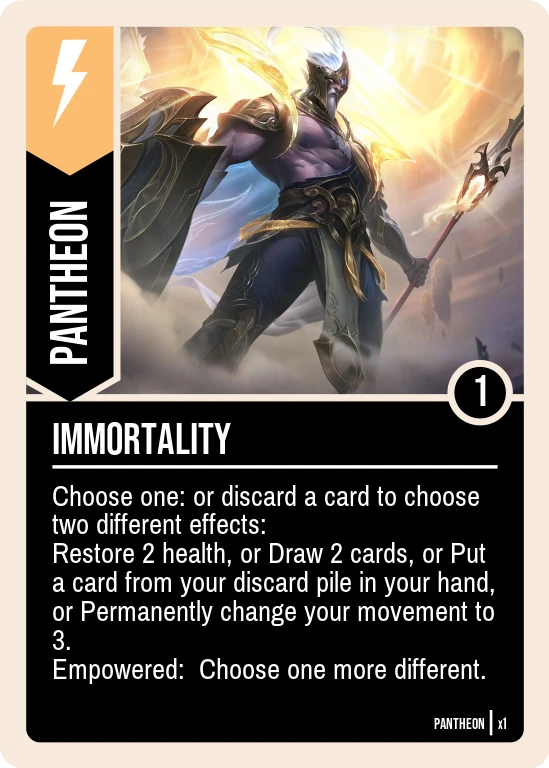 PANTHEON
1
IMMORTALITY
Choose one: or discard a card to choose
two different effects:
Restore 2 health, or Draw 2 cards, or Put
a card from your discard pile in your hand,
or Permanently change your movement to
3.
Empowered:  Choose one more different.
PANTHEON | x1